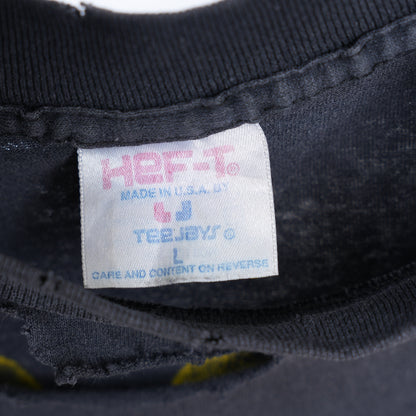 HEF-T®
MADE IN U.S.A. BY
TEEJAYS ®
L
CARE AND CONTENT ON REVERSE